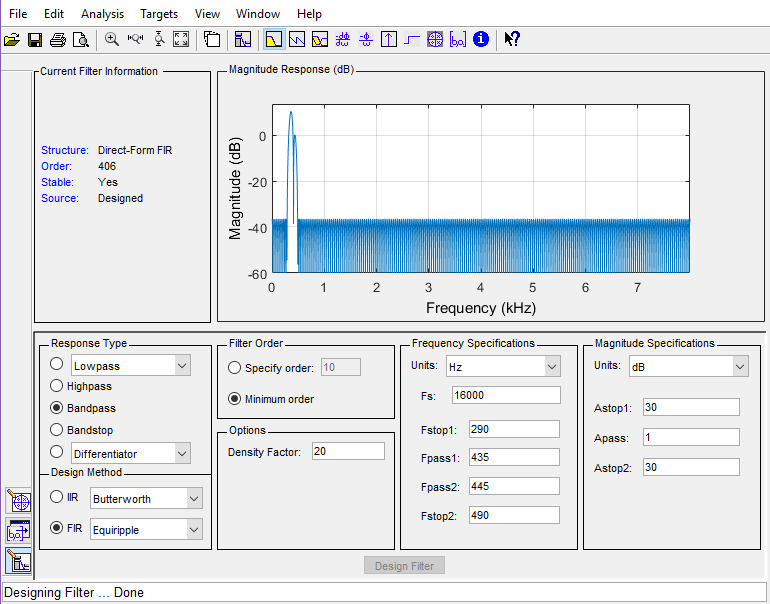 File Edit Analysis Targets View Window Help
Current Filter Information
Structure: Direct-Form FIR
Order: 406
Stable: Yes
Source: Designed
Magnitude Response (dB)
Magnitude (dB)
0
-20
-40
-60
0 1 2 3 4 5 6 7
Frequency (kHz)
Response Type
Lowpass
Highpass
Bandpass
Bandstop
Differentiator
Design Method
IIR Butterworth
FIR Equiripple
Filter Order
Specify order: 10
Minimum order
Options
Density Factor: 20
Frequency Specifications
Units: Hz
Fs: 16000
Fstop1: 290
Fpass1: 435
Fpass2: 445
Fstop2: 490
Magnitude Specifications
Units: dB
Astop1: 30
Apass: 1
Astop2: 30
Design Filter
Designing Filter ... Done